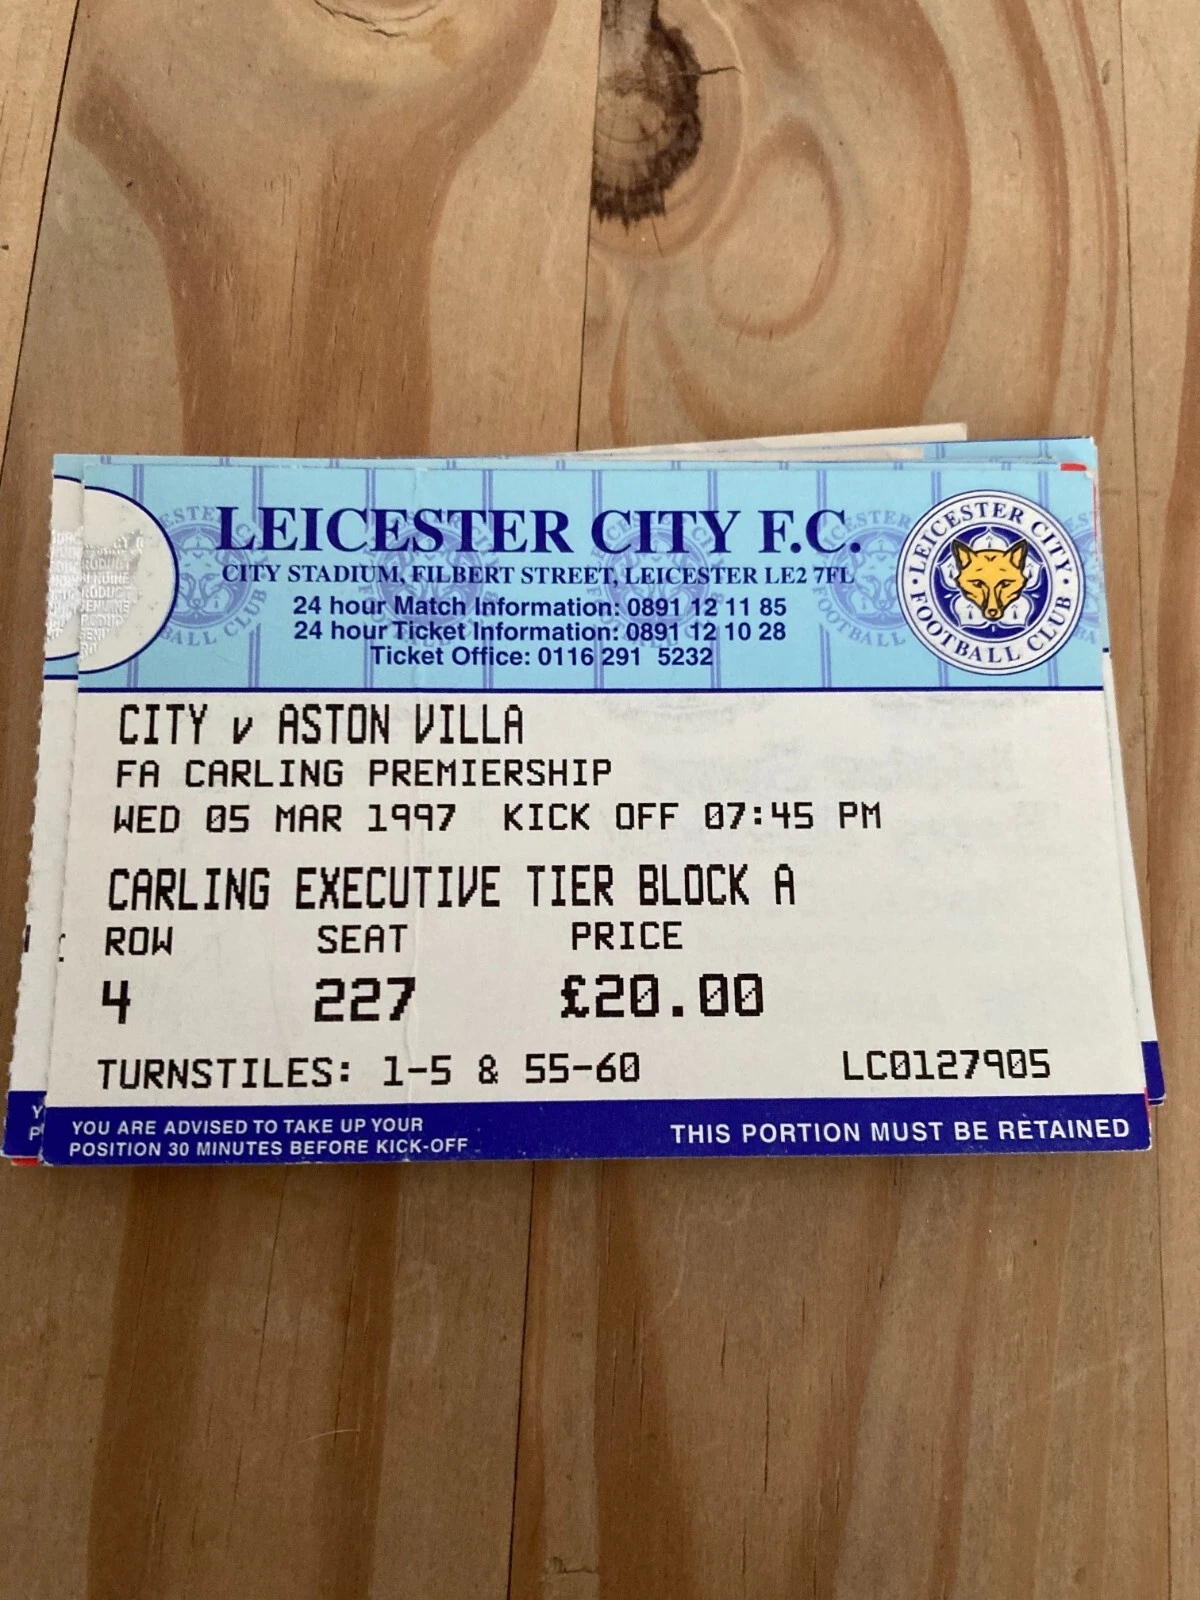 LEICESTER CITY F.C.
CITY STADIUM, FILBERT STREET, LEICESTER LE2 7FL
24 hour Match Information: 0891 12 11 85
24 hour Ticket Information: 0891 12 10 28
Ticket Office: 0116 291 5232
LEICESTER CITY
FOOTBALL CLUB
CITY v ASTON VILLA
FA CARLING PREMIERSHIP
WED 05 MAR 1997 KICK OFF 07:45 PM
CARLING EXECUTIVE TIER BLOCK A
ROW SEAT PRICE
4 227 £20.00
TURNSTILES: 1-5 & 55-60 LC0127905
YOU ARE ADVISED TO TAKE UP YOUR
POSITION 30 MINUTES BEFORE KICK-OFF
THIS PORTION MUST BE RETAINED